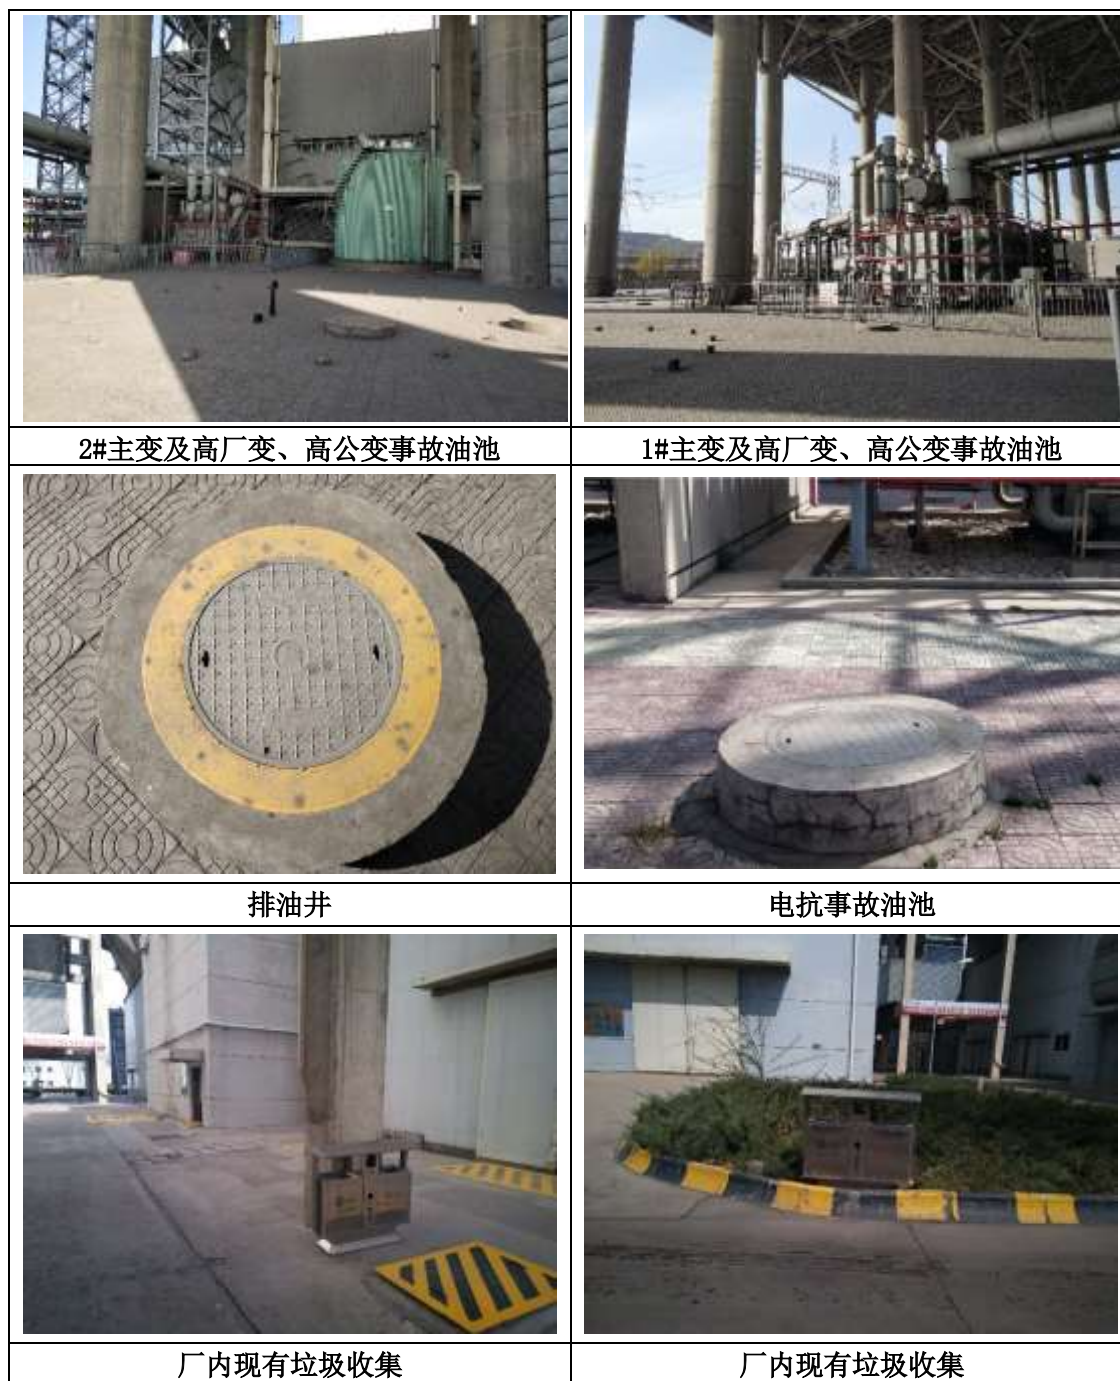 2#主变及高厂变、高公变事故油池
1#主变及高厂变、高公变事故油池
排油井
电抗事故油池
厂内现有垃圾收集
厂内现有垃圾收集